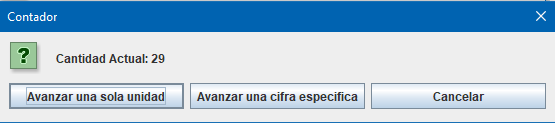 Contador
?
Cantidad Actual: 29
Avanzar una sola unidad
Avanzar una cifra especifica
Cancelar